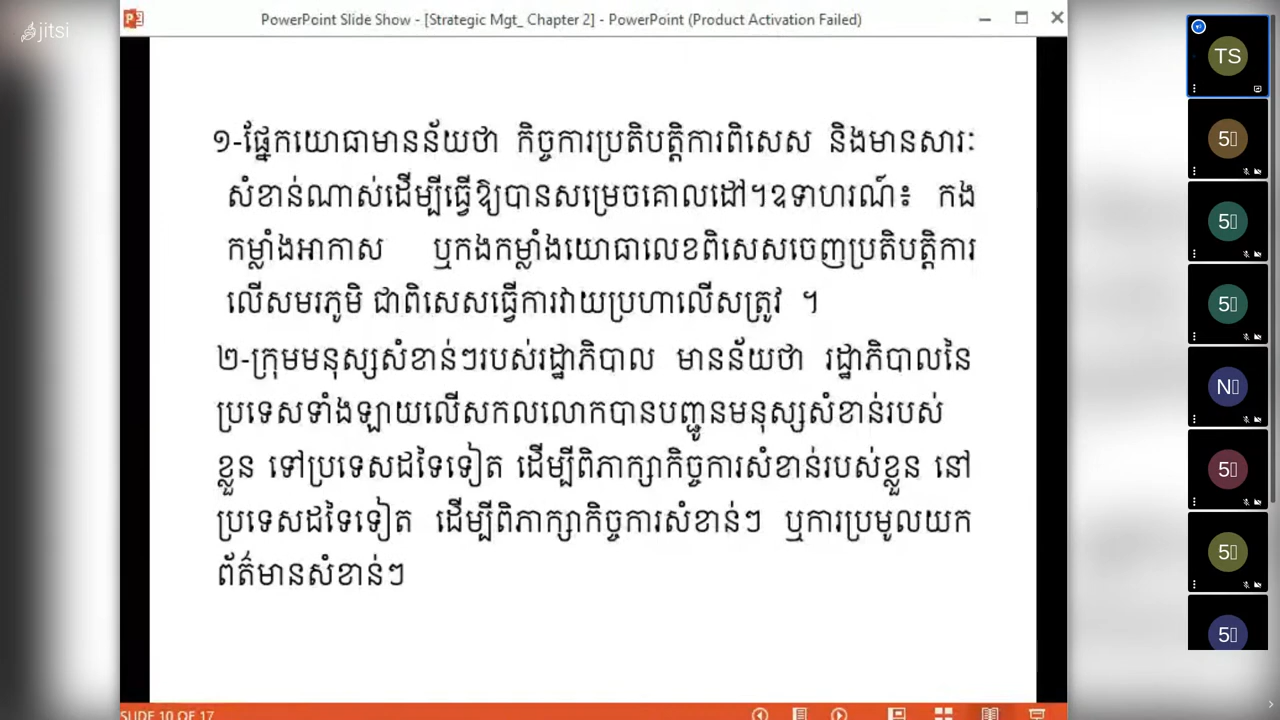 jitsi
PowerPoint Slide Show - [Strategic Mgt_ Chapter 2] - PowerPoint (Product Activation Failed)
១-ផ្នែកយោធាមានន័យថា កិច្ចការប្រតិបត្តិការពិសេស និងមានសារៈ
សំខាន់ណាស់ដើម្បីធ្វើឱ្យបានសម្រេចគោលដៅ។ឧទាហរណ៍៖ កង
កម្លាំងអាកាស ឬកងកម្លាំងយោធាលេខពិសេសចេញប្រតិបត្តិការ
លើសមរភូមិ ជាពិសេសធ្វើការវាយប្រហាលើសត្រូវ ។
២-ក្រុមមនុស្សសំខាន់ៗរបស់រដ្ឋាភិបាល មានន័យថា រដ្ឋាភិបាលនៃ
ប្រទេសទាំងឡាយលើសកលលោកបានបញ្ជូនមនុស្សសំខាន់របស់
ខ្លួន ទៅប្រទេសដទៃទៀត ដើម្បីពិភាក្សាកិច្ចការសំខាន់របស់ខ្លួន នៅ
ប្រទេសដទៃទៀត ដើម្បីពិភាក្សាកិច្ចការសំខាន់ៗ ឬការប្រមូលយក
ព័ត៌មានសំខាន់ៗ
SLIDE 10 OF 17
TS
5
5
5
N
5
5
5